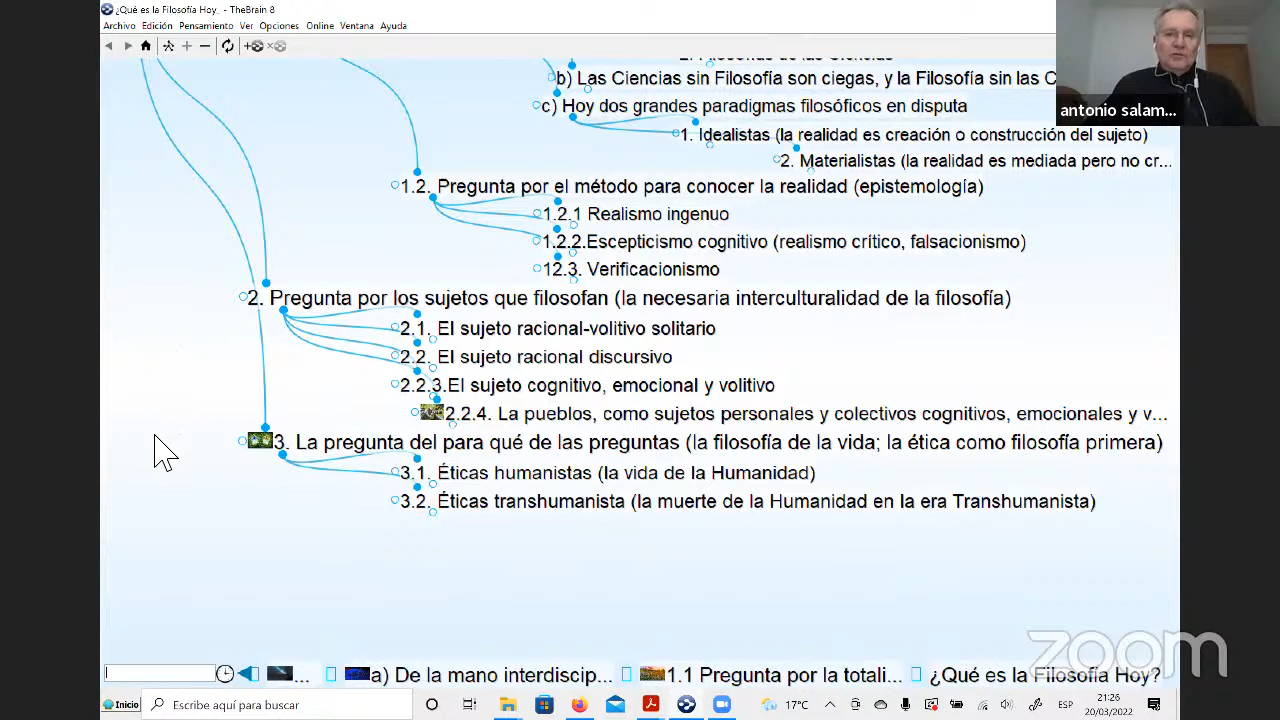 ¿Qué es la Filosofía Hoy_ - TheBrain 8
Archivo Edición Pensamiento Ver Opciones Online Ventana Ayuda
b) Las Ciencias sin Filosofía son ciegas, y la Filosofía sin las C
antonio salam...
c) Hoy dos grandes paradigmas filosóficos en disputa
1. Idealistas (la realidad es creación o construcción del sujeto)
2. Materialistas (la realidad es mediada pero no cr...
1.2. Pregunta por el método para conocer la realidad (epistemología)
1.2.1 Realismo ingenuo
1.2.2.Escepticismo cognitivo (realismo crítico, falsacionismo)
12.3. Verificacionismo
2. Pregunta por los sujetos que filosofan (la necesaria interculturalidad de la filosofía)
2.1. El sujeto racional-volitivo solitario
2.2. El sujeto racional discursivo
2.2.3.El sujeto cognitivo, emocional y volitivo
2.2.4. La pueblos, como sujetos personales y colectivos cognitivos, emocionales y v...
3. La pregunta del para qué de las preguntas (la filosofía de la vida; la ética como filosofía primera)
3.1. Éticas humanistas (la vida de la Humanidad)
3.2. Éticas transhumanista (la muerte de la Humanidad en la era Transhumanista)
zoom
... a) De la mano interdiscip... 1.1 Pregunta por la totali... ¿Qué es la Filosofía Hoy?
Inicio Escribe aquí para buscar 17°C ESP 21:26
20/03/2022